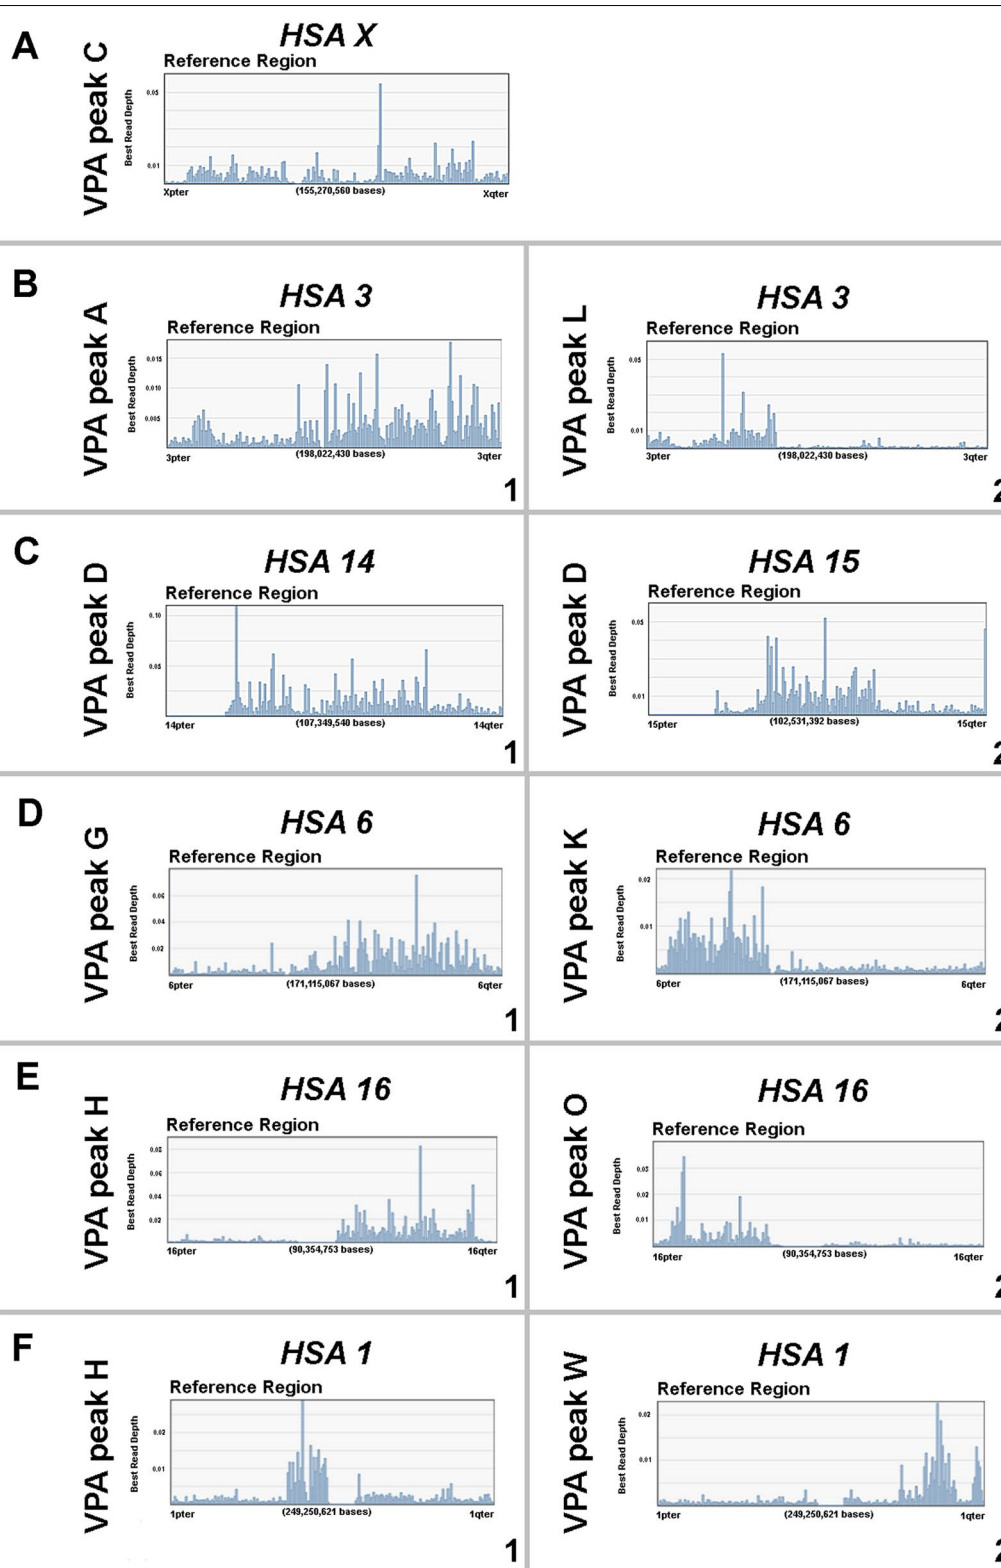 A
VPA peak C
HSA X
Reference Region
Best Read Depth
0.05
0.01
Xpter
(155,270,560 bases)
Xqter
B
VPA peak A
HSA 3
Reference Region
Best Read Depth
0.015
0.010
0.005
3pter
(198,022,430 bases)
3qter
1
VPA peak L
HSA 3
Reference Region
Best Read Depth
0.05
0.01
3pter
(198,022,430 bases)
3qter
2
C
VPA peak D
HSA 14
Reference Region
Best Read Depth
0.10
0.05
14pter
(107,349,540 bases)
14qter
1
VPA peak D
HSA 15
Reference Region
Best Read Depth
0.05
0.01
15pter
(102,531,392 bases)
15qter
2
D
VPA peak G
HSA 6
Reference Region
Best Read Depth
0.06
0.04
0.02
6pter
(171,115,067 bases)
6qter
1
VPA peak K
HSA 6
Reference Region
Best Read Depth
0.02
0.01
6pter
(171,115,067 bases)
6qter
2
E
VPA peak H
HSA 16
Reference Region
Best Read Depth
0.08
0.06
0.04
0.02
16pter
(90,354,753 bases)
16qter
1
VPA peak O
HSA 16
Reference Region
Best Read Depth
0.03
0.02
0.01
16pter
(90,354,753 bases)
16qter
2
F
VPA peak H
HSA 1
Reference Region
Best Read Depth
0.02
0.01
1pter
(249,250,621 bases)
1qter
1
VPA peak W
HSA 1
Reference Region
Best Read Depth
0.02
0.01
1pter
(249,250,621 bases)
1qter
2